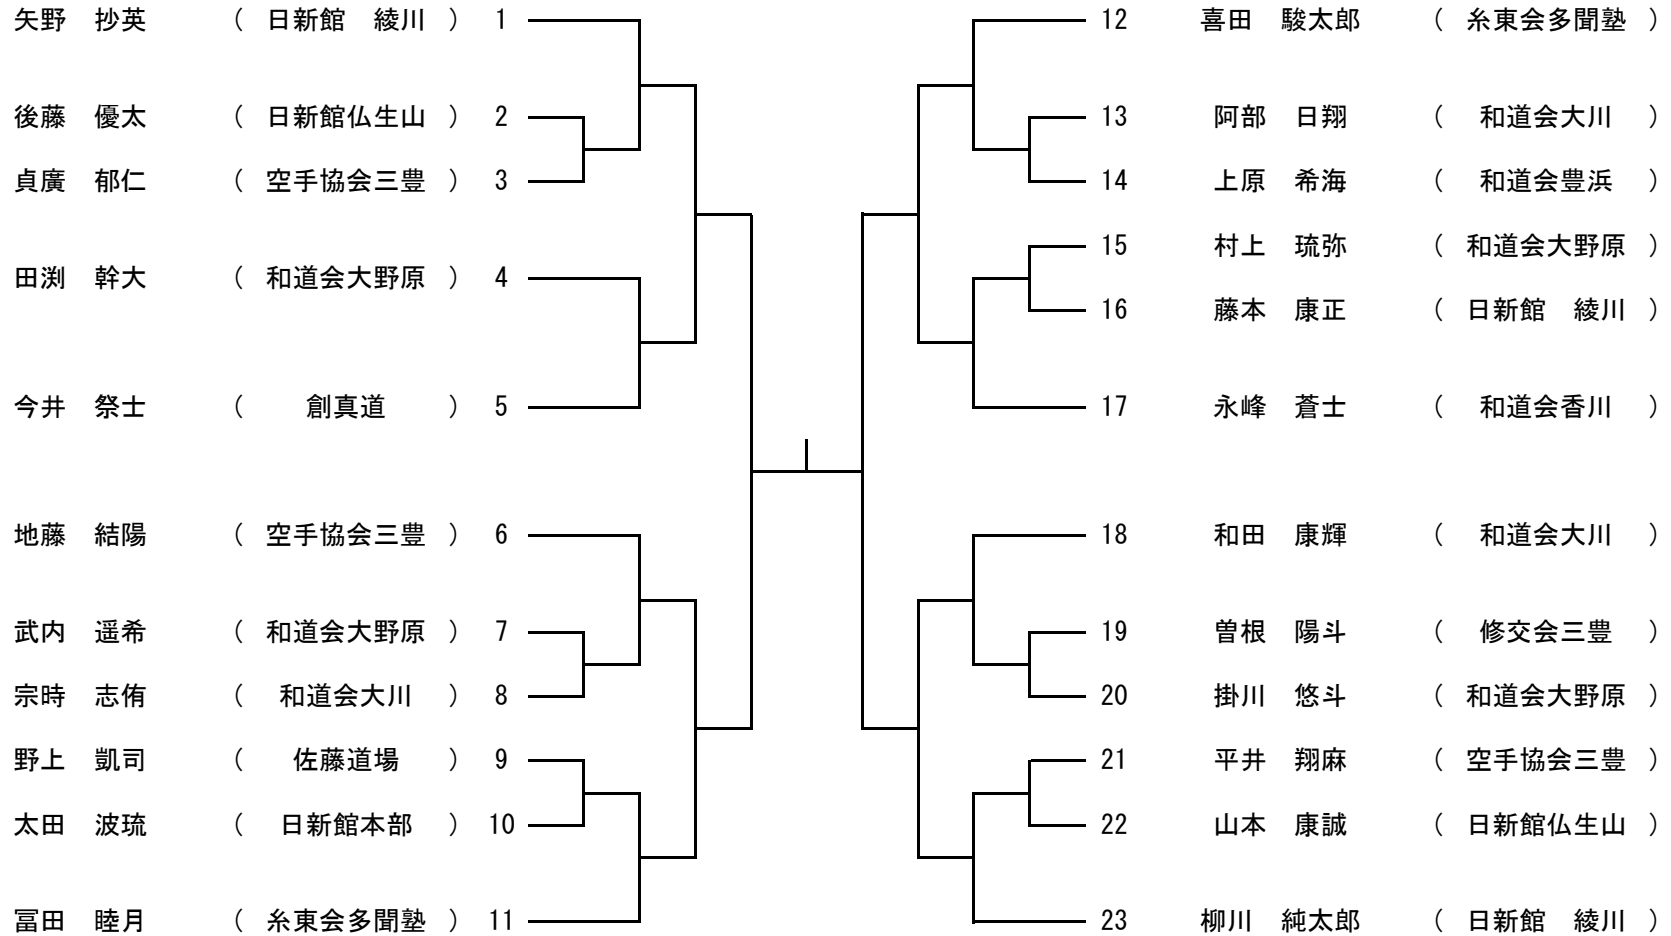 矢野　抄英 （ 日新館　綾川 ） 1
後藤　優太 （ 日新館仏生山 ） 2
貞廣　郁仁 （ 空手協会三豊 ） 3
田渕　幹大 （ 和道会大野原 ） 4
今井　祭士 （ 創真道 ） 5
地藤　結陽 （ 空手協会三豊 ） 6
武内　遥希 （ 和道会大野原 ） 7
宗時　志侑 （ 和道会大川 ） 8
野上　凱司 （ 佐藤道場 ） 9
太田　波琉 （ 日新館本部 ） 10
冨田　睦月 （ 糸東会多聞塾 ） 11
12 喜田　駿太郎 （ 糸東会多聞塾 ）
13 阿部　日翔 （ 和道会大川 ）
14 上原　希海 （ 和道会豊浜 ）
15 村上　琉弥 （ 和道会大野原 ）
16 藤本　康正 （ 日新館　綾川 ）
17 永峰　蒼士 （ 和道会香川 ）
18 和田　康輝 （ 和道会大川 ）
19 曽根　陽斗 （ 修交会三豊 ）
20 掛川　悠斗 （ 和道会大野原 ）
21 平井　翔麻 （ 空手協会三豊 ）
22 山本　康誠 （ 日新館仏生山 ）
23 柳川　純太郎 （ 日新館　綾川 ）